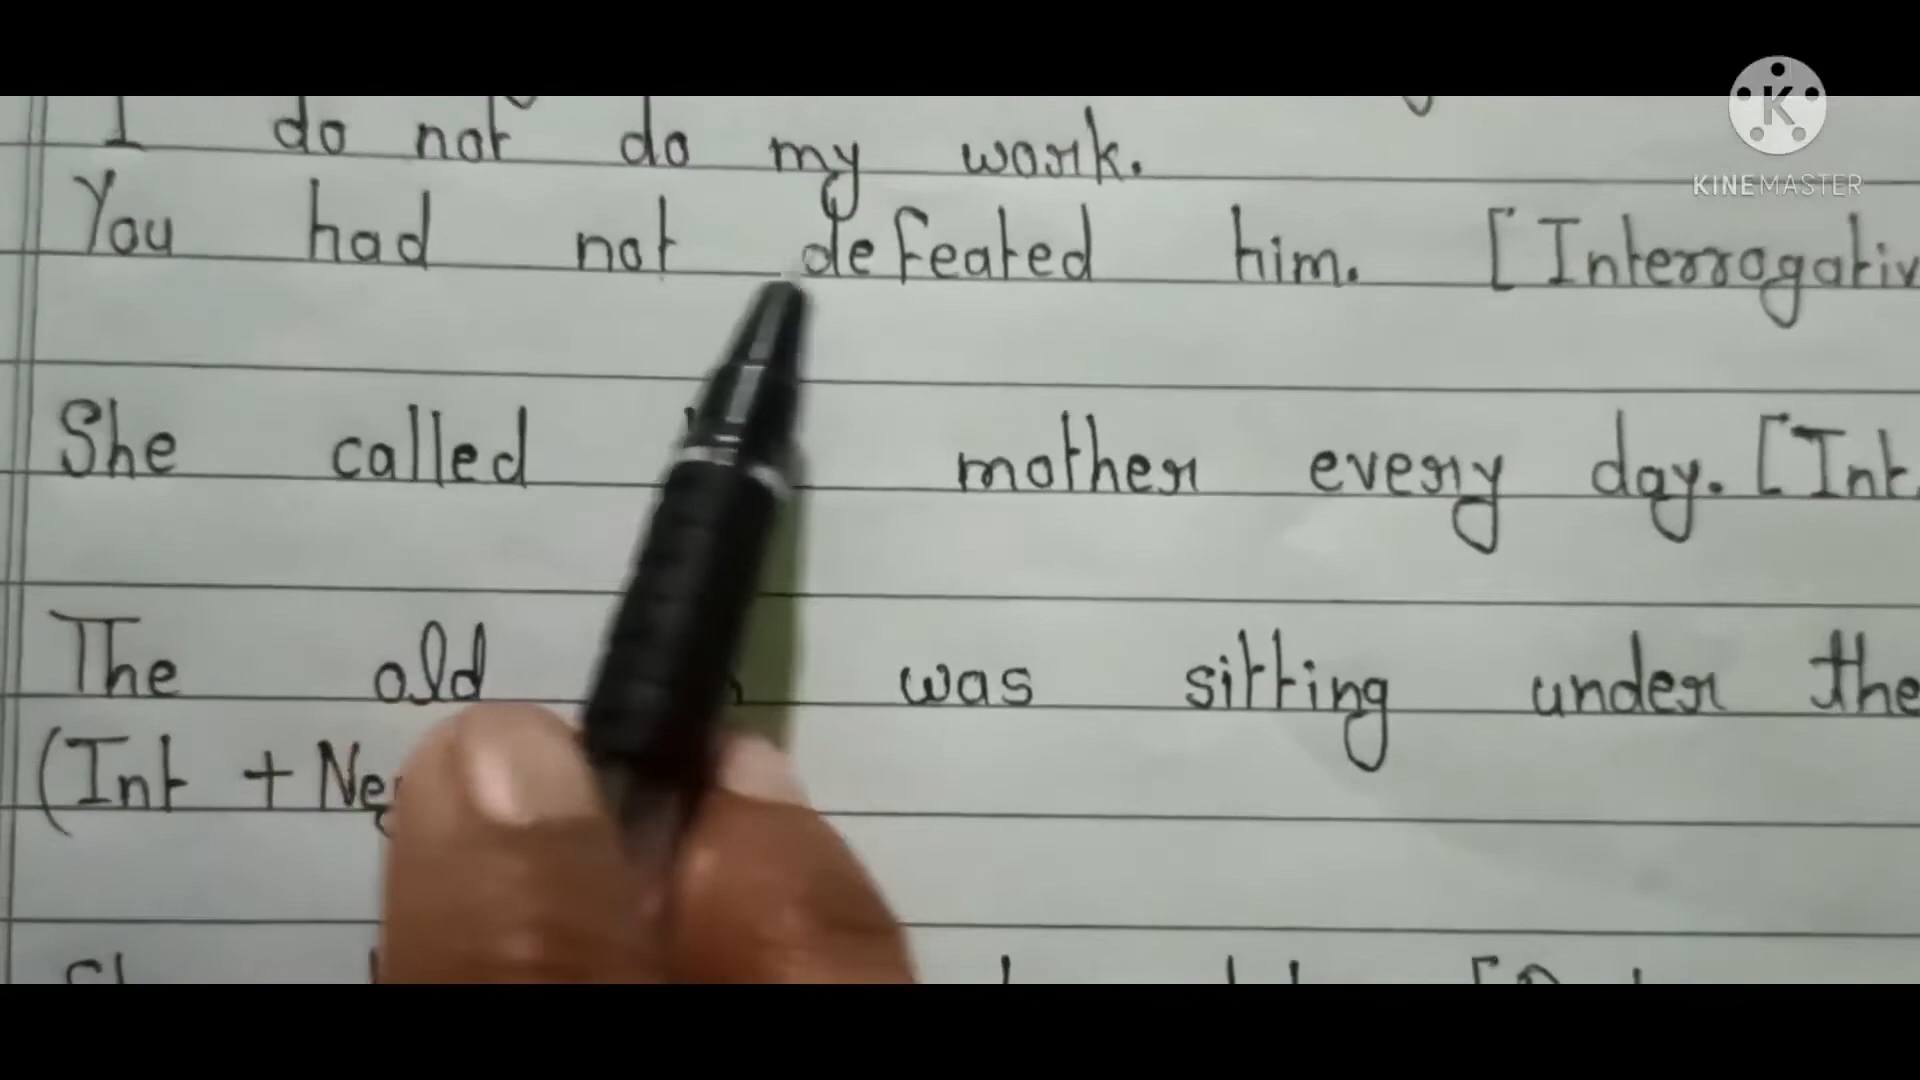 I do not do my work.
You had not defeated him. [Interrogativ
She called mother every day. [Int.
The old was sitting under the
(Int + Neg
KINEMASTER